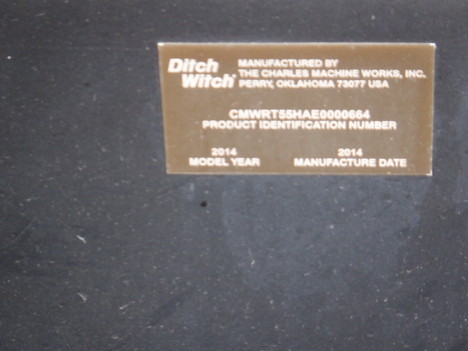 Ditch Witch
MANUFACTURED BY
THE CHARLES MACHINE WORKS, INC.
PERRY, OKLAHOMA 73077 USA
CMWRT55HAE0000664
PRODUCT IDENTIFICATION NUMBER
2014
MODEL YEAR
2014
MANUFACTURE DATE